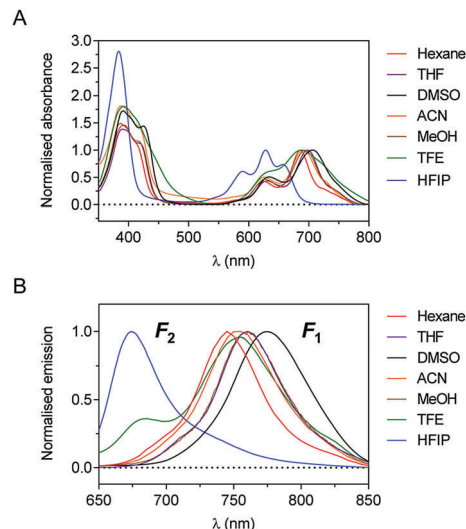 A
Normalised absorbance
3.0
2.5
2.0
1.5
1.0
0.5
0.0
400
500
600
700
800
λ (nm)
Hexane
THF
DMSO
ACN
MeOH
TFE
HFIP
B
Normalised emission
1.0
0.5
0.0
F2
F1
650
700
750
800
850
λ (nm)
Hexane
THF
DMSO
ACN
MeOH
TFE
HFIP